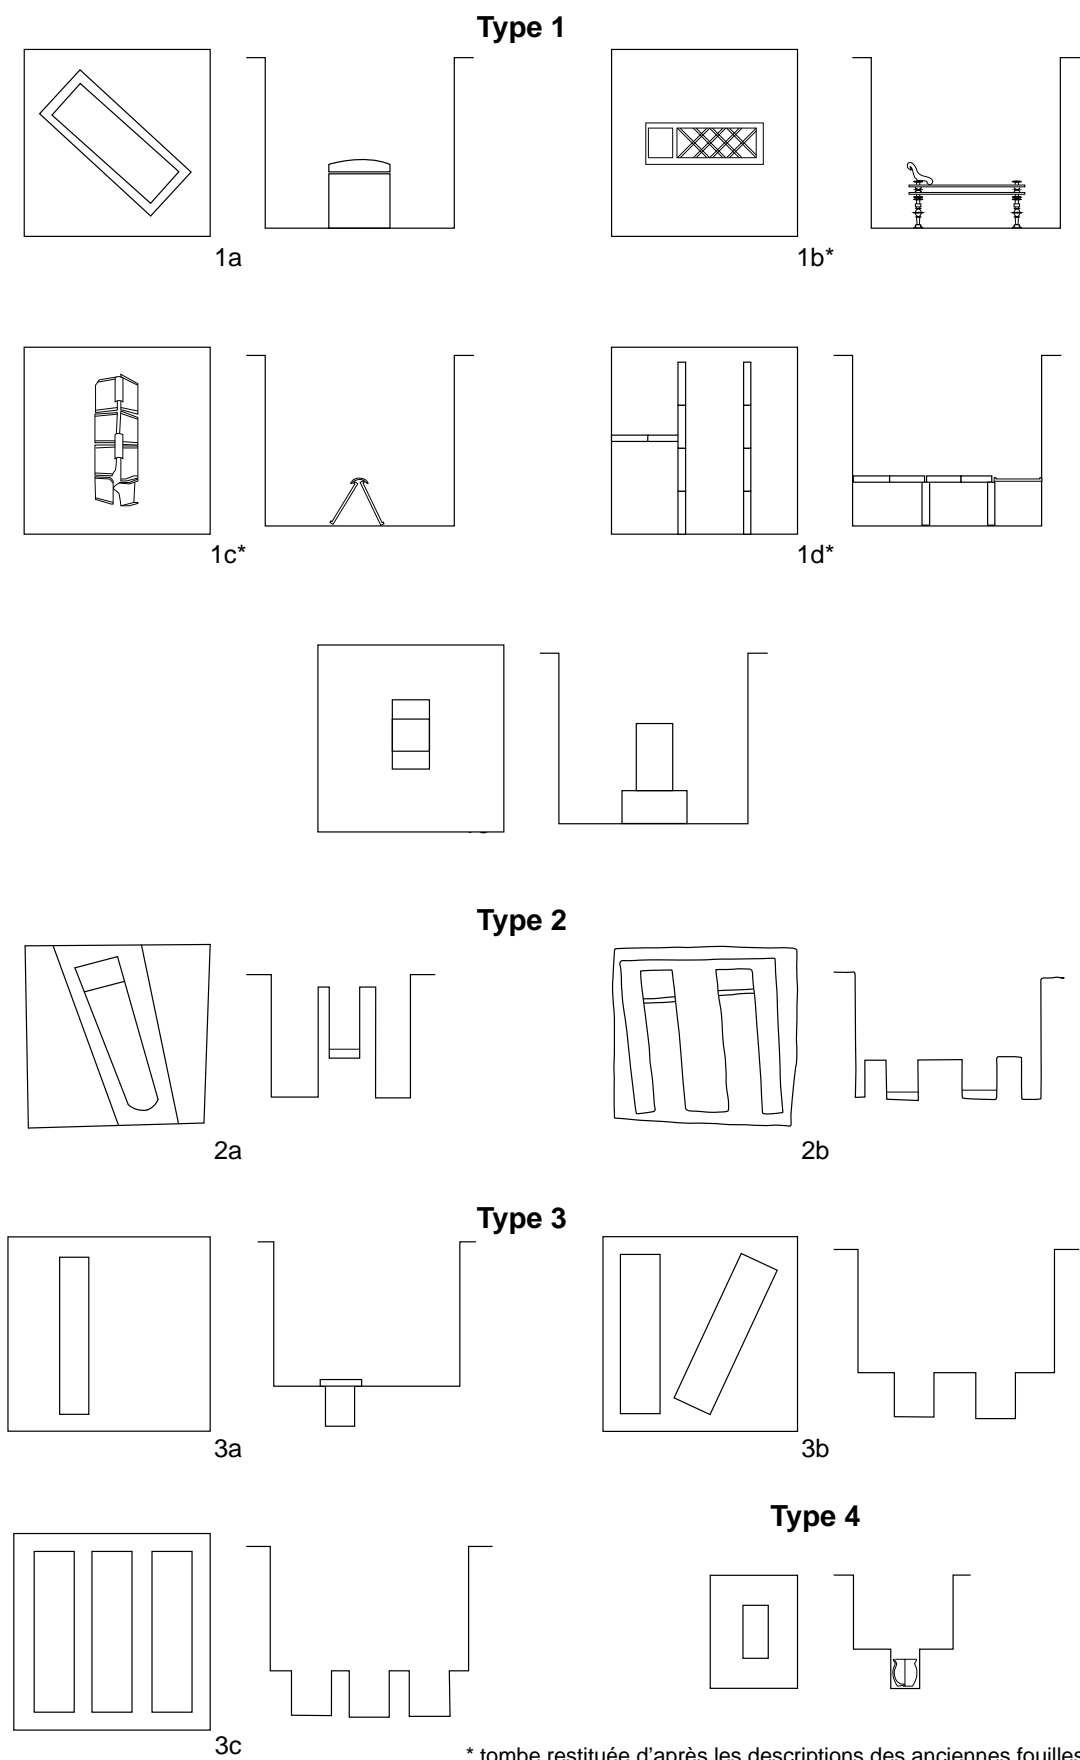 Type 1
1a
1b*
1c*
1d*
Type 2
2a
2b
Type 3
3a
3b
Type 4
3c
* tombe restituée d'après les descriptions des anciennes fouilles